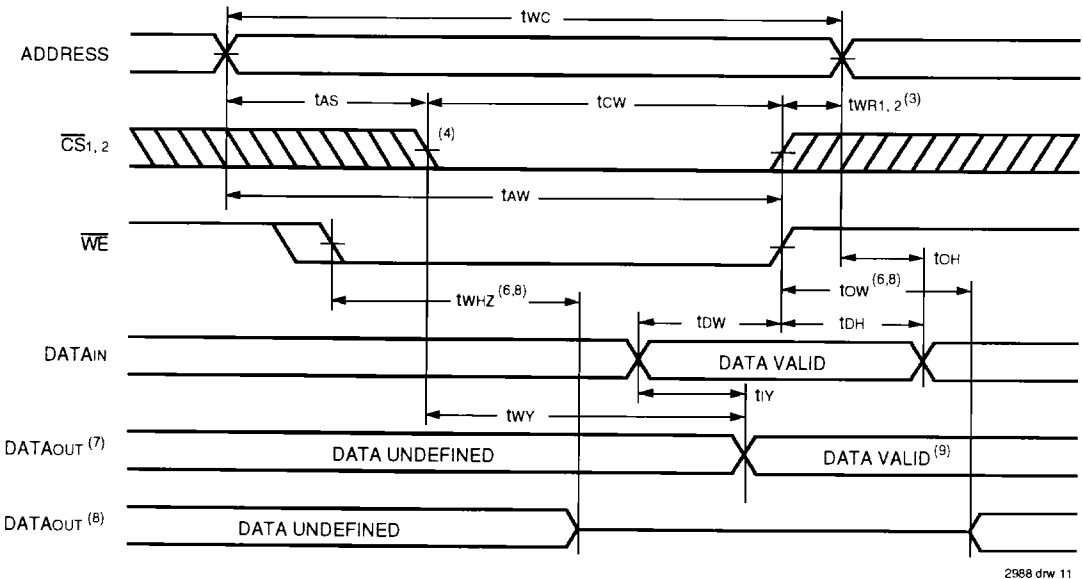 tWC
ADDRESS
tAS
tCW
tWR1, 2 (3)
CS1, 2
(4)
tAW
WE
tOH
tWHZ (6,8)
tOW (6,8)
tDW
tDH
DATAIN
DATA VALID
tIY
tWY
DATAOUT (7)
DATA UNDEFINED
DATA VALID (9)
DATAOUT (8)
DATA UNDEFINED
2988 drw 11